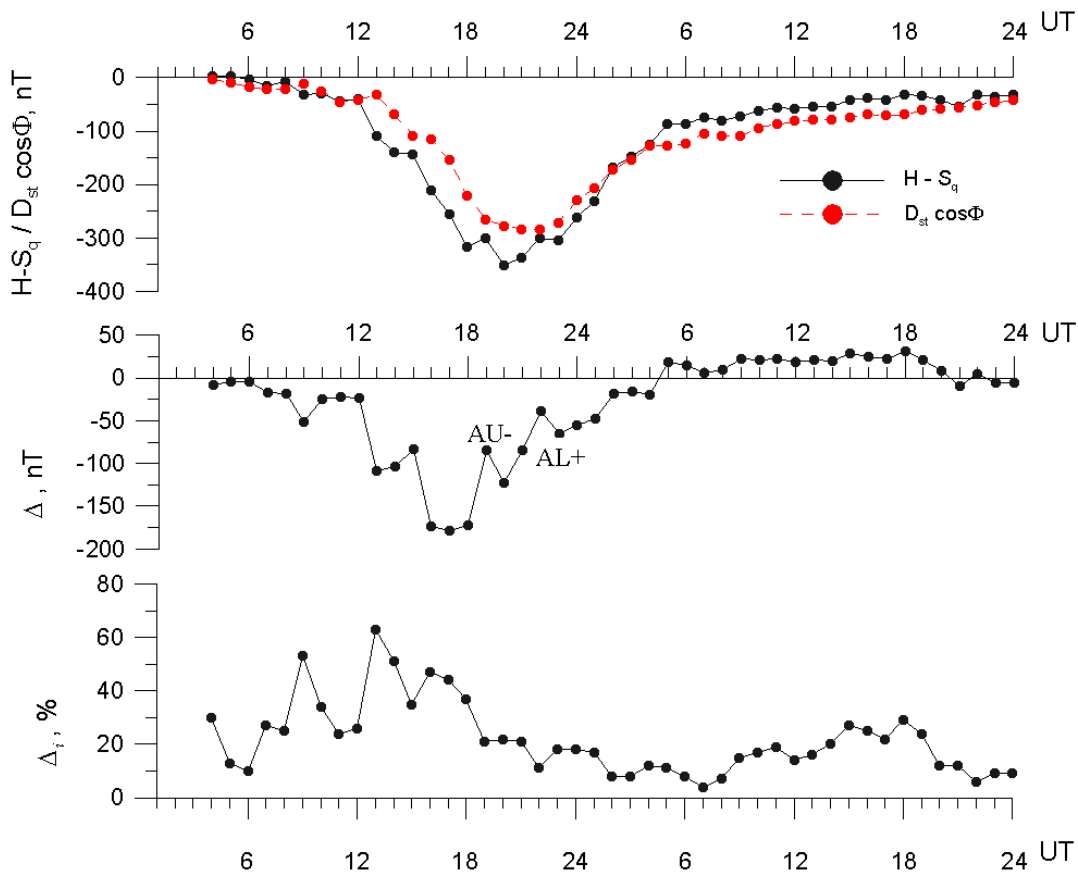 6 12 18 24 6 12 18 24 UT
0
-100
-200
-300
-400
H-Sq / Dst cosΦ, nT
H - Sq
Dst cosΦ
50
0
-50
-100
-150
-200
Δ , nT
6 12 18 24 6 12 18 24 UT
AU-
AL+
80
60
40
20
0
Δi , %
6 12 18 24 6 12 18 24 UT